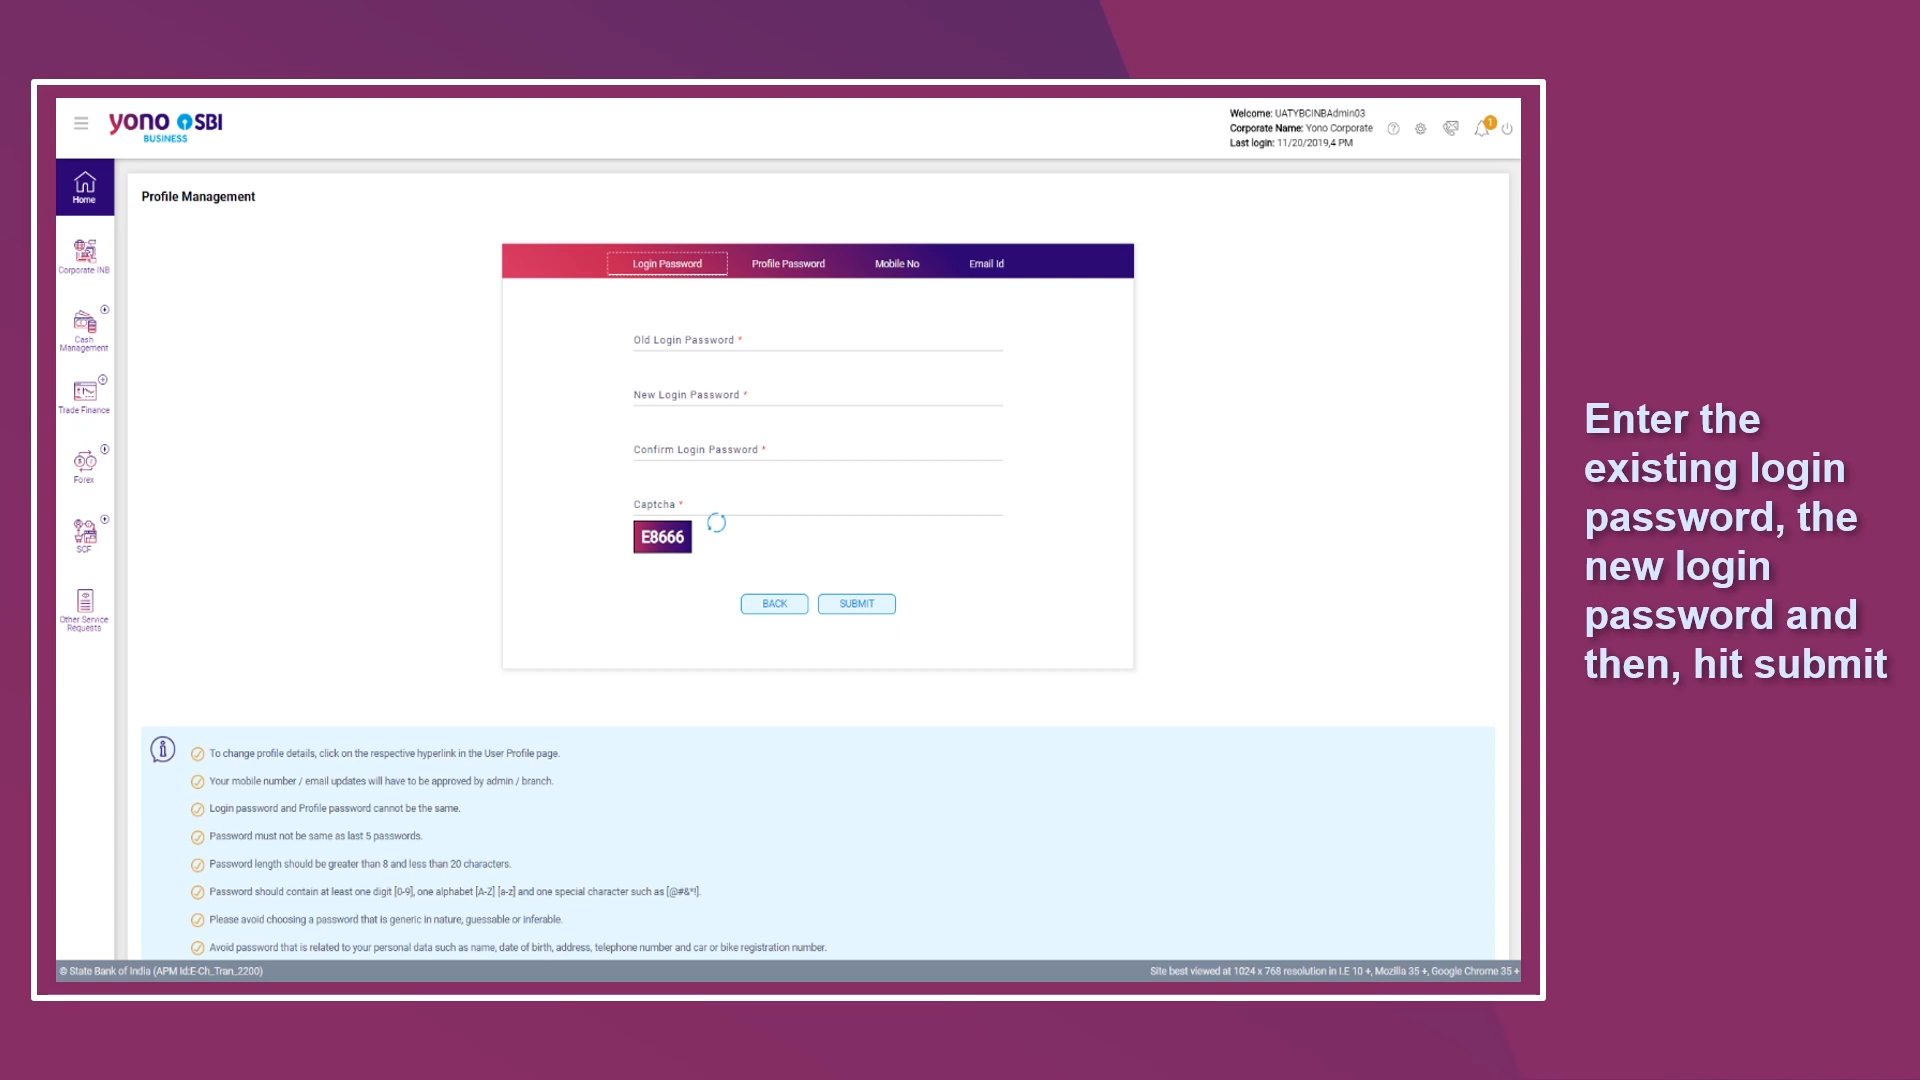 yono SBI
BUSINESS
Welcome: UATYBCINBAdmin03
Corporate Name: Yono Corporate
Last login: 11/20/2019,4 PM
1
Home
Corporate INB
Cash
Management
Trade Finance
Forex
SCF
Other Service
Requests
Profile Management
Login Password
Profile Password
Mobile No
Email Id
Old Login Password *
New Login Password *
Confirm Login Password *
Captcha *
E8666
BACK
SUBMIT
To change profile details, click on the respective hyperlink in the User Profile page.
Your mobile number / email updates will have to be approved by admin / branch.
Login password and Profile password cannot be the same.
Password must not be same as last 5 passwords.
Password length should be greater than 8 and less than 20 characters.
Password should contain at least one digit [0-9], one alphabet [A-Z] [a-z] and one special character such as [@#&*!].
Please avoid choosing a password that is generic in nature, guessable or inferable.
Avoid password that is related to your personal data such as name, date of birth, address, telephone number and car or bike registration number.
© State Bank of India (APM Id:E-Ch_Tran_2200)
Site best viewed at 1024 x 768 resolution in I.E 10 +, Mozilla 35 +, Google Chrome 35 +
Enter the
existing login
password, the
new login
password and
then, hit submit